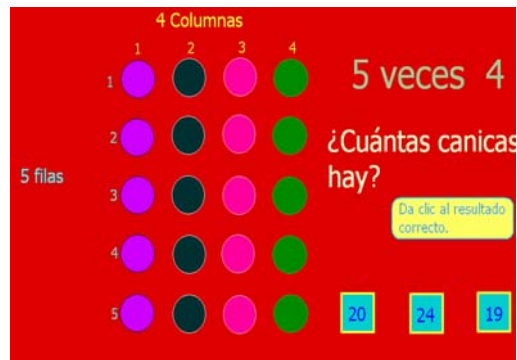 4 Columnas
1 2 3 4
1
2
3
4
5
5 filas
5 veces 4
¿Cuántas canicas
hay?
Da clic al resultado
correcto.
20 24 19